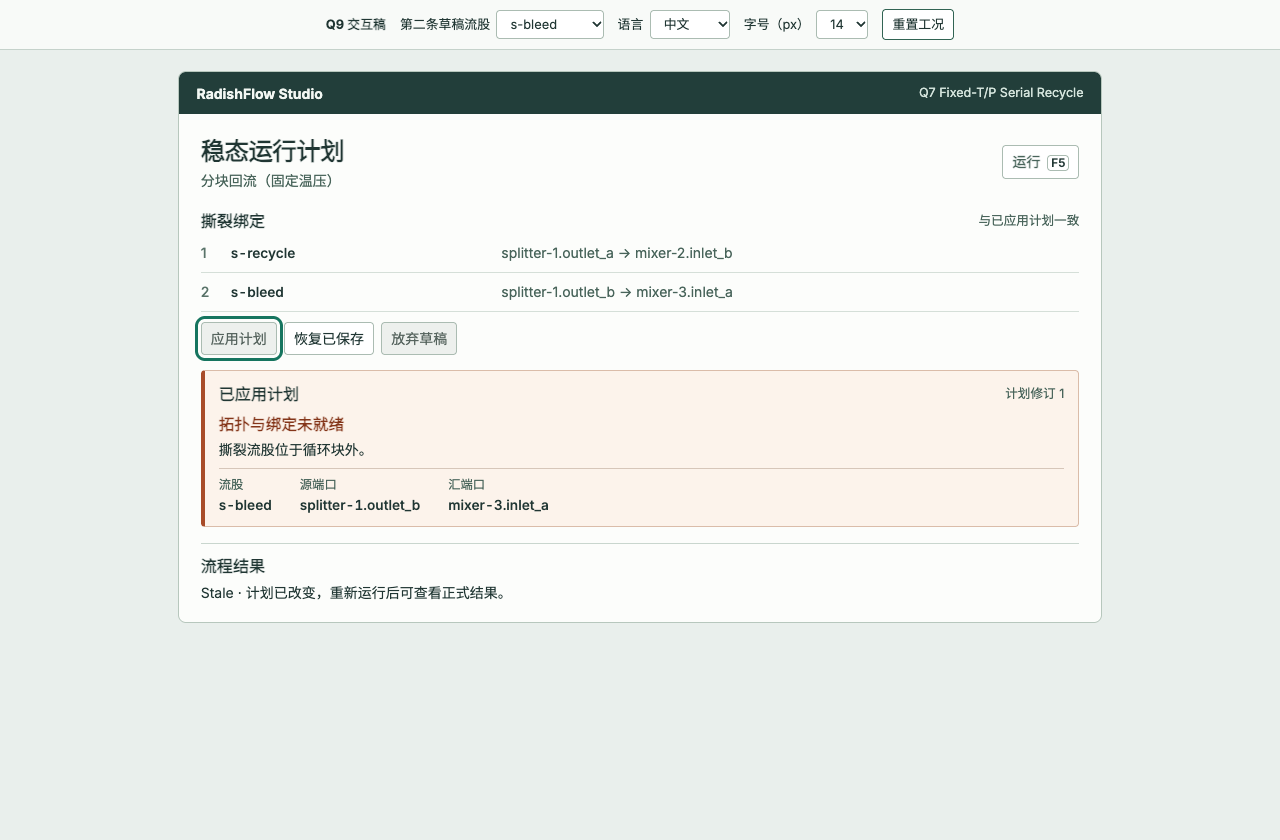 Q9 交互稿 第二条草稿流股 s-bleed 语言 中文 字号（px） 14 重置工况
RadishFlow Studio Q7 Fixed-T/P Serial Recycle
稳态运行计划
分块回流（固定温压）
运行 F5
撕裂绑定 与已应用计划一致
1 s-recycle splitter-1.outlet_a → mixer-2.inlet_b
2 s-bleed splitter-1.outlet_b → mixer-3.inlet_a
应用计划 恢复已保存 放弃草稿
已应用计划 计划修订 1
拓扑与绑定未就绪
撕裂流股位于循环块外。
流股 源端口 汇端口
s-bleed splitter-1.outlet_b mixer-3.inlet_a
流程结果
Stale · 计划已改变，重新运行后可查看正式结果。